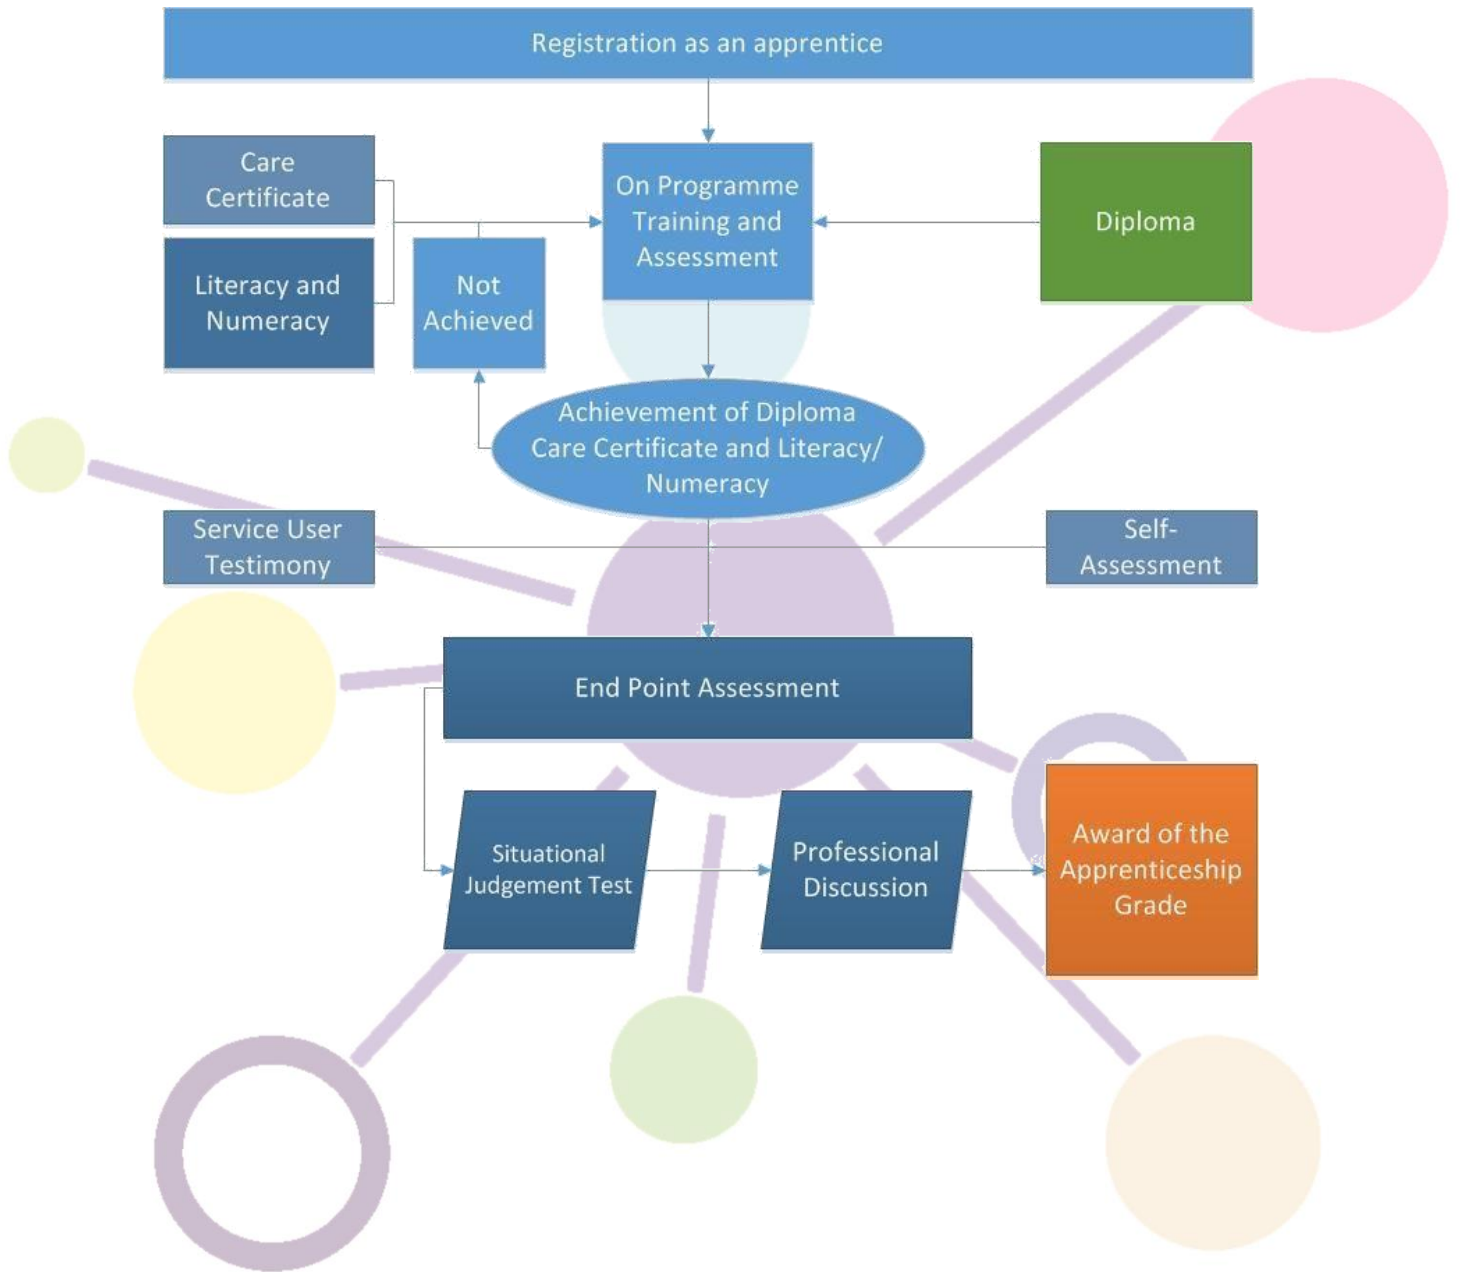 Registration as an apprentice
Care
Certificate
On Programme
Training and
Assessment
Diploma
Literacy and
Numeracy
Not
Achieved
Achievement of Diploma
Care Certificate and Literacy/
Numeracy
Service User
Testimony
Self-
Assessment
End Point Assessment
Situational
Judgement Test
Professional
Discussion
Award of the
Apprenticeship
Grade